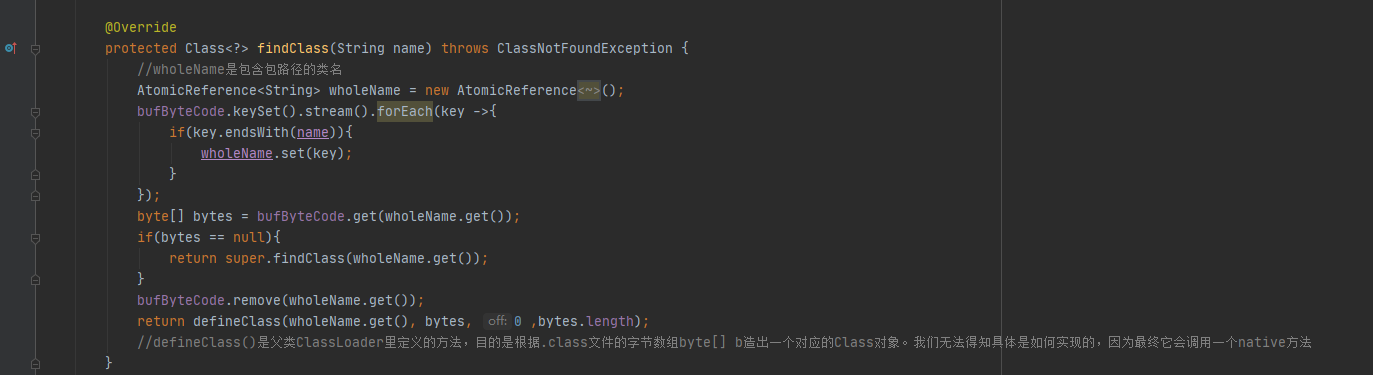 @Override
protected Class<?> findClass(String name) throws ClassNotFoundException {
//wholeName是包含包路径的类名
AtomicReference<String> wholeName = new AtomicReference<~>();
bufByteCode.keySet().stream().forEach(key ->{
if(key.endsWith(name)){
wholeName.set(key);
}
});
byte[] bytes = bufByteCode.get(wholeName.get());
if(bytes == null){
return super.findClass(wholeName.get());
}
bufByteCode.remove(wholeName.get());
return defineClass(wholeName.get(), bytes, off: 0 ,bytes.length);
//defineClass()是父类ClassLoader里定义的方法，目的是根据.class文件的字节数组byte[] b造出一个对应的Class对象。我们无法得知具体是如何实现的，因为最终它会调用一个native方法
}